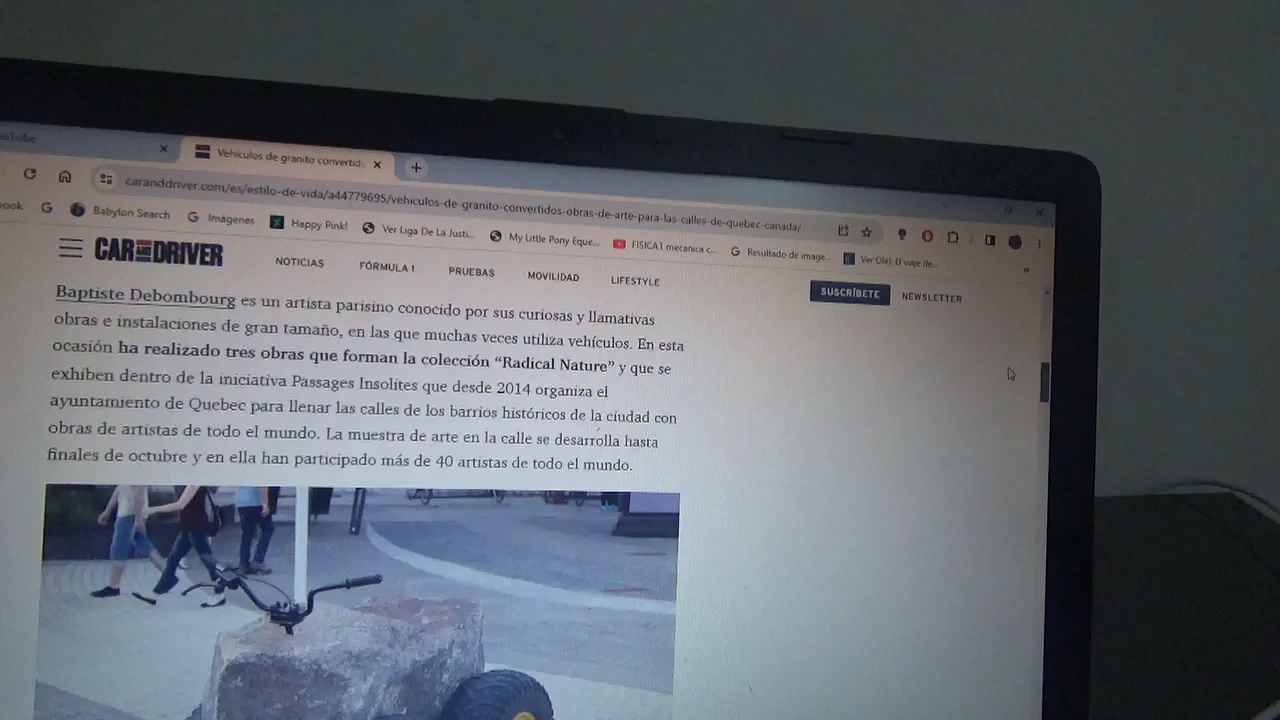 Vehículos de granito convertid
caranddriver.com/es/estilo-de-vida/a44779695/vehiculos-de-granito-convertidos-obras-de-arte-para-las-calles-de-quebec-canada/
Babylon Search
Imágenes
Happy Pink!
Ver Liga De La Justi...
My Little Pony Eque...
FISICA1 mecanica c...
Resultado de image...
Ver Olé! El viaje de...
CAR AND DRIVER
NOTICIAS
FÓRMULA 1
PRUEBAS
MOVILIDAD
LIFESTYLE
SUSCRÍBETE
NEWSLETTER
Baptiste Debombourg es un artista parisino conocido por sus curiosas y llamativas
obras e instalaciones de gran tamaño, en las que muchas veces utiliza vehículos. En esta
ocasión ha realizado tres obras que forman la colección “Radical Nature” y que se
exhiben dentro de la iniciativa Passages Insolites que desde 2014 organiza el
ayuntamiento de Quebec para llenar las calles de los barrios históricos de la ciudad con
obras de artistas de todo el mundo. La muestra de arte en la calle se desarrolla hasta
finales de octubre y en ella han participado más de 40 artistas de todo el mundo.